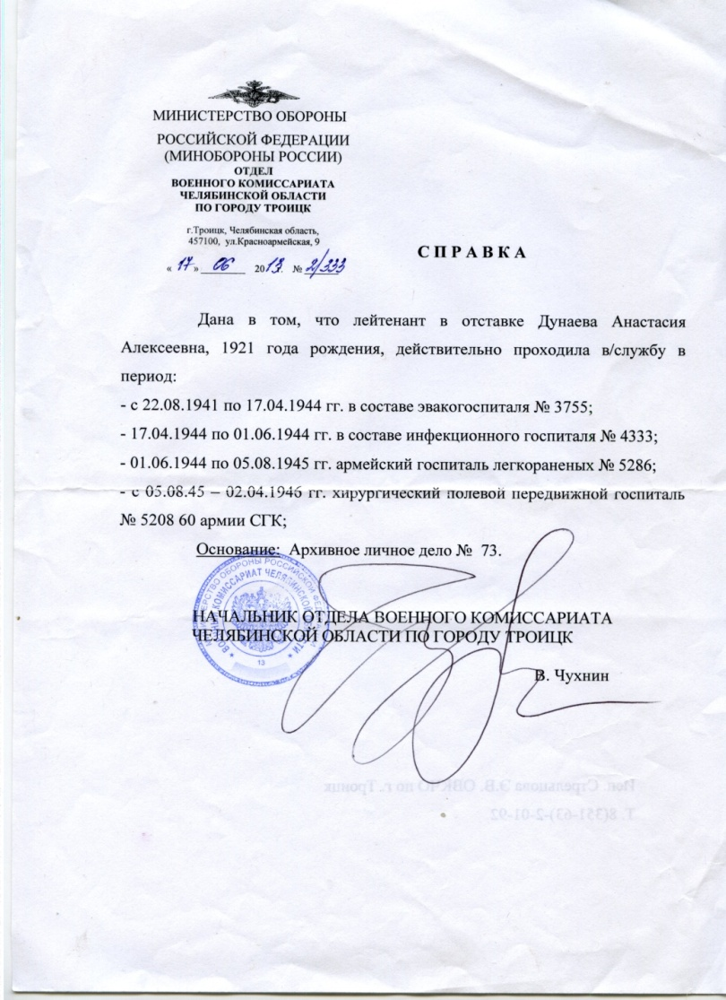 МИНИСТЕРСТВО ОБОРОНЫ
РОССИЙСКОЙ ФЕДЕРАЦИИ
(МИНОБОРОНЫ РОССИИ)
ОТДЕЛ
ВОЕННОГО КОМИССАРИАТА
ЧЕЛЯБИНСКОЙ ОБЛАСТИ
ПО ГОРОДУ ТРОИЦК
г.Троицк, Челябинская область,
457100, ул.Красноармейская, 9
« 17 » 06 2013г. № 2/333
С П Р А В К А
Дана в том, что лейтенант в отставке Дунаева Анастасия
Алексеевна, 1921 года рождения, действительно проходила в/службу в
период:
- с 22.08.1941 по 17.04.1944 гг. в составе эвакогоспиталя № 3755;
- 17.04.1944 по 01.06.1944 гг. в составе инфекционного госпиталя № 4333;
- 01.06.1944 по 05.08.1945 гг. армейский госпиталь легкораненых № 5286;
- с 05.08.45 – 02.04.1946 гг. хирургический полевой передвижной госпиталь
№ 5208 60 армии СГК;
Основание: Архивное личное дело № 73.
МИНИСТЕРСТВО ОБОРОНЫ РОССИЙСКОЙ ФЕДЕРАЦИИ
ВОЕННЫЙ КОМИССАРИАТ ЧЕЛЯБИНСКОЙ ОБЛАСТИ
13
НАЧАЛЬНИК ОТДЕЛА ВОЕННОГО КОМИССАРИАТА
ЧЕЛЯБИНСКОЙ ОБЛАСТИ ПО ГОРОДУ ТРОИЦК
В. Чухнин
Исп. Стрельцова Э.В. ОВКЧО по г. Троицк
Т. 8(351-63)-2-01-92